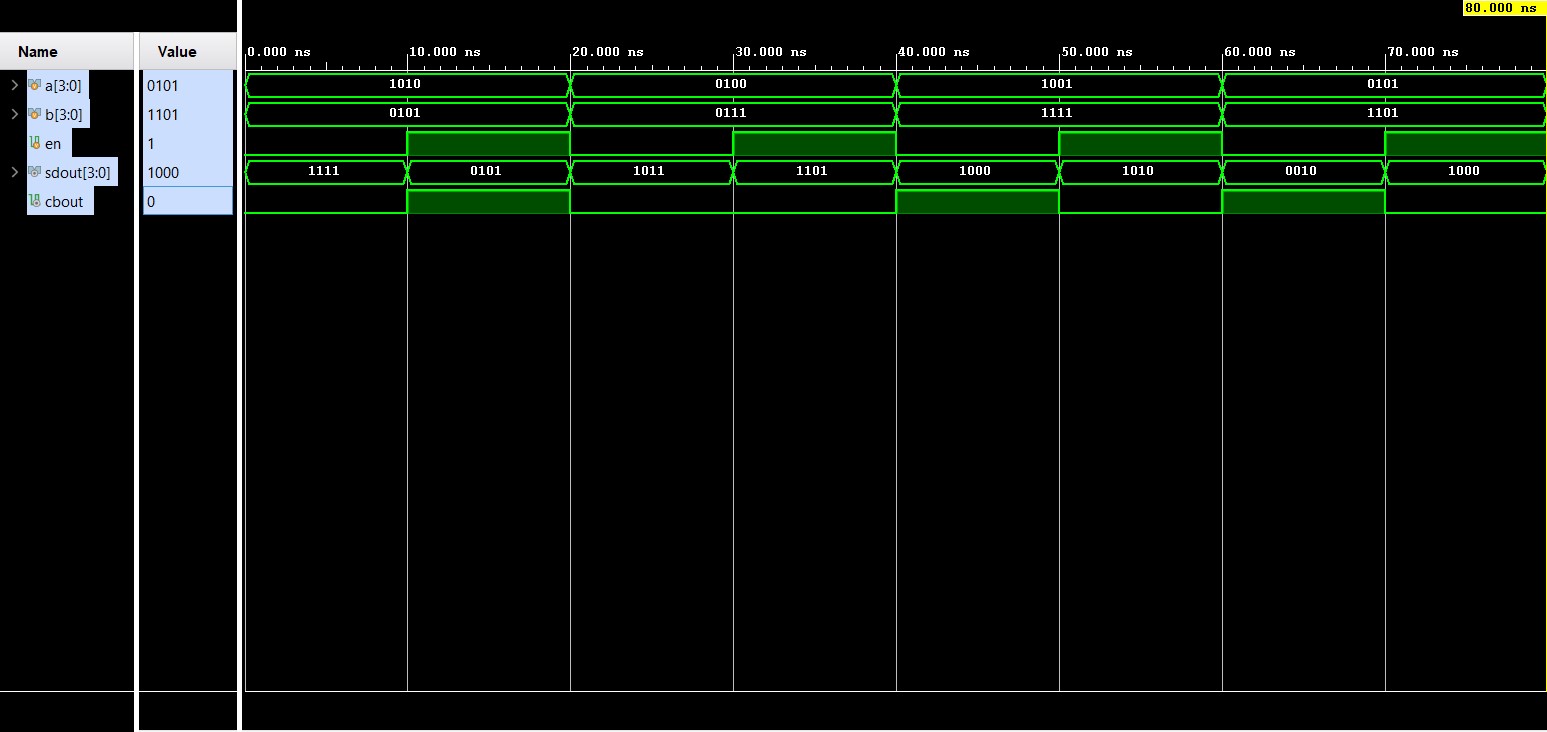 80.000 ns
Name Value 0.000 ns 10.000 ns 20.000 ns 30.000 ns 40.000 ns 50.000 ns 60.000 ns 70.000 ns
a[3:0] 0101 1010 0100 1001 0101
b[3:0] 1101 0101 0111 1111 1101
en 1
sdout[3:0] 1000 1111 0101 1011 1101 1000 1010 0010 1000
cbout 0